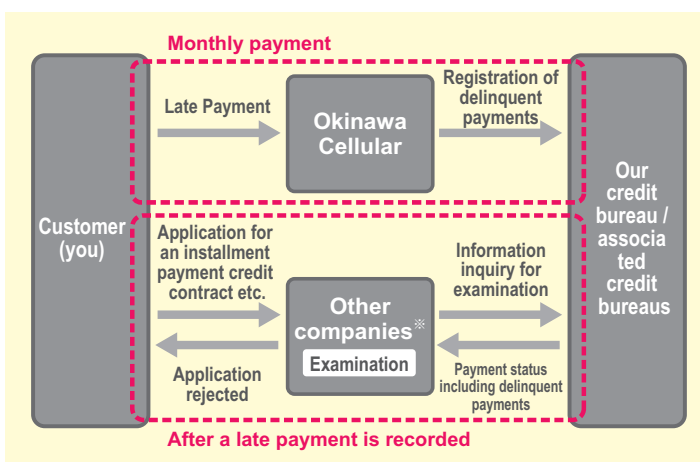 Monthly payment
Customer
(you)
Late Payment
Okinawa
Cellular
Registration of
delinquent
payments
Our
credit
bureau /
associa
ted
credit
bureaus
Application for
an installment
payment credit
contract etc.
Other
companies※
Examination
Information
inquiry for
examination
Application
rejected
Payment status
including delinquent
payments
After a late payment is recorded